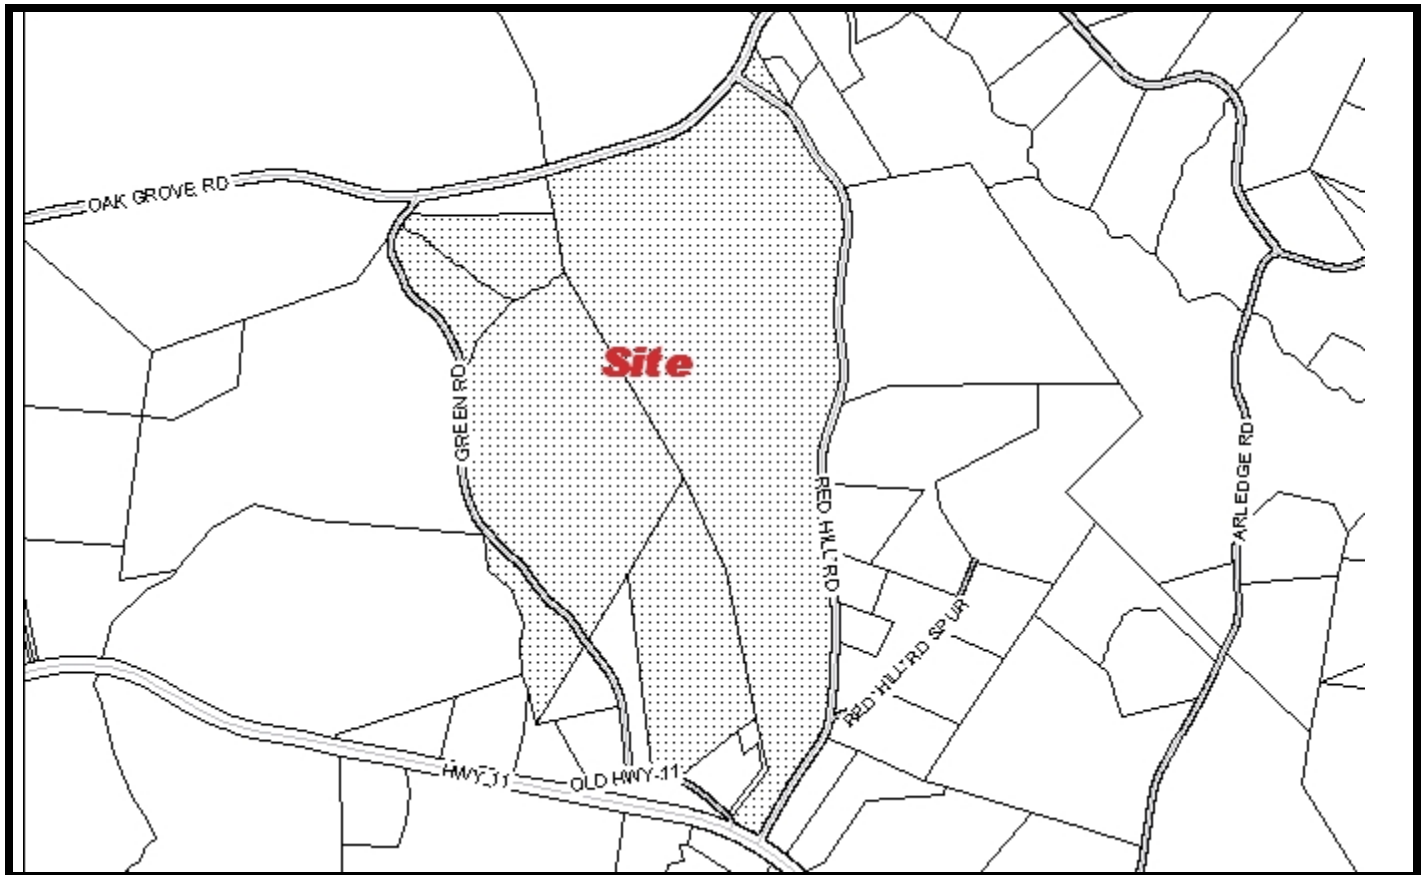 OAK GROVE RD
Site
GREEN RD
RED HILL RD
ARLEDGE RD
RED HILL RD SPUR
HWY 11
OLD HWY 11